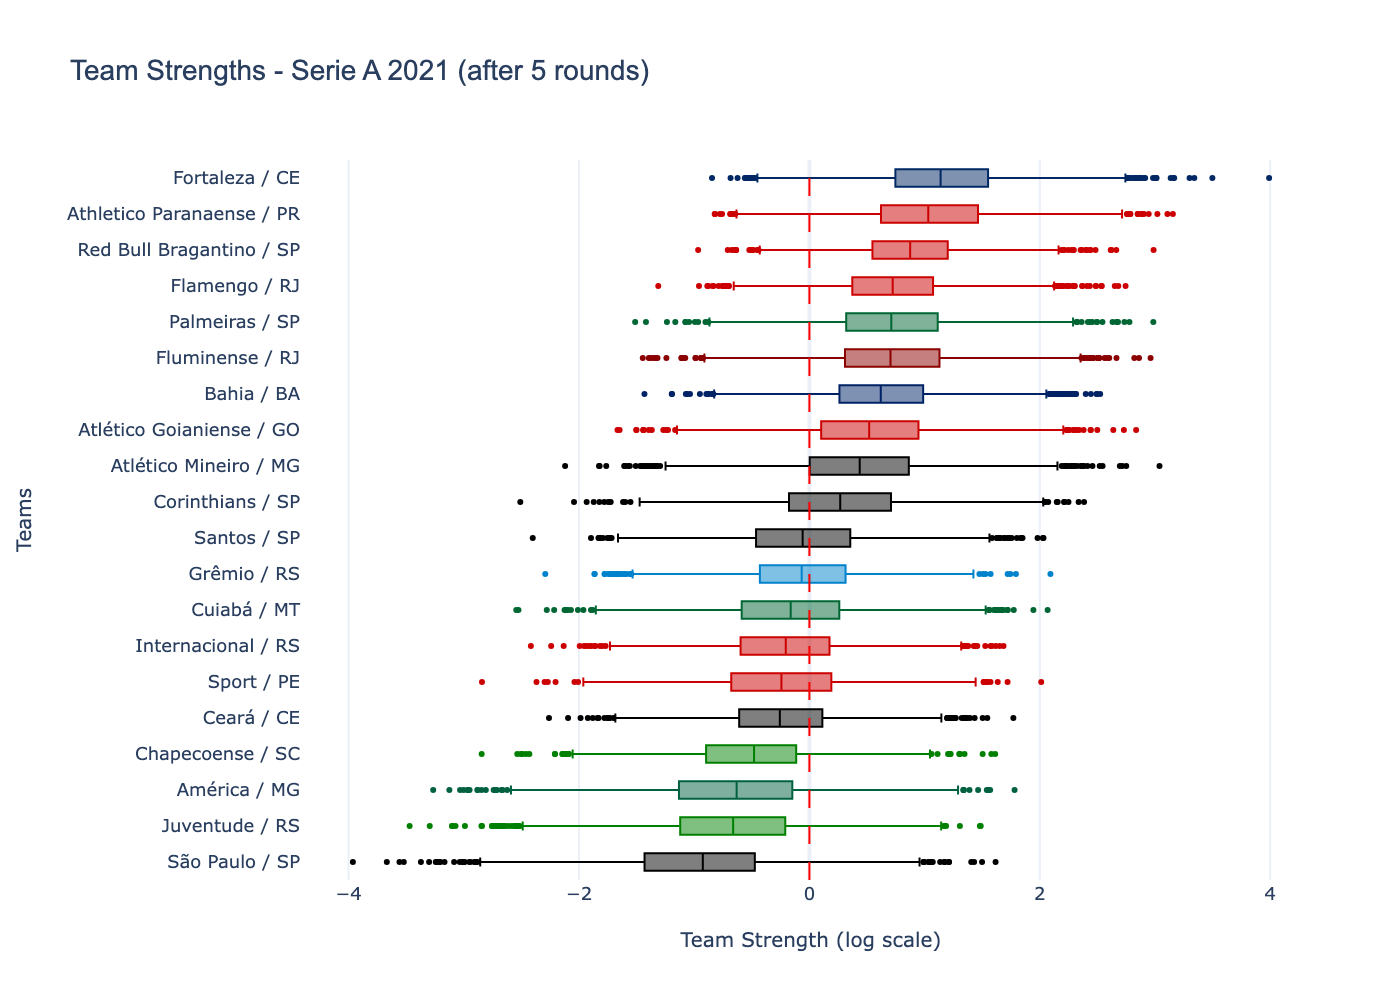 Team Strengths - Serie A 2021 (after 5 rounds)
Fortaleza / CE
Athletico Paranaense / PR
Red Bull Bragantino / SP
Flamengo / RJ
Palmeiras / SP
Fluminense / RJ
Bahia / BA
Atlético Goianiense / GO
Atlético Mineiro / MG
Corinthians / SP
Santos / SP
Grêmio / RS
Cuiabá / MT
Internacional / RS
Sport / PE
Ceará / CE
Chapecoense / SC
América / MG
Juventude / RS
São Paulo / SP
Teams
−4 −2 0 2 4
Team Strength (log scale)